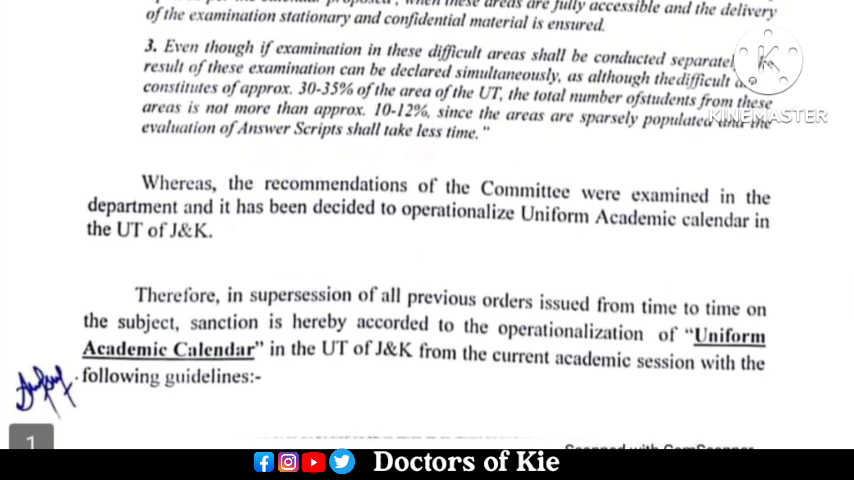 of the examination stationary and confidential material is ensured.
3. Even though if examination in these difficult areas shall be conducted separately,
result of these examination can be declared simultaneously, as although thedifficult
constitutes of approx. 30-35% of the area of the UT, the total number ofstudents from these
areas is not more than approx. 10-12%, since the areas are sparsely populated and the
evaluation of Answer Scripts shall take less time."
Whereas, the recommendations of the Committee were examined in the
department and it has been decided to operationalize Uniform Academic calendar in
the UT of J&K.
Therefore, in supersession of all previous orders issued from time to time on
the subject, sanction is hereby accorded to the operationalization of “Uniform
Academic Calendar” in the UT of J&K from the current academic session with the
following guidelines:-
1
KINEMASTER
Doctors of Kie